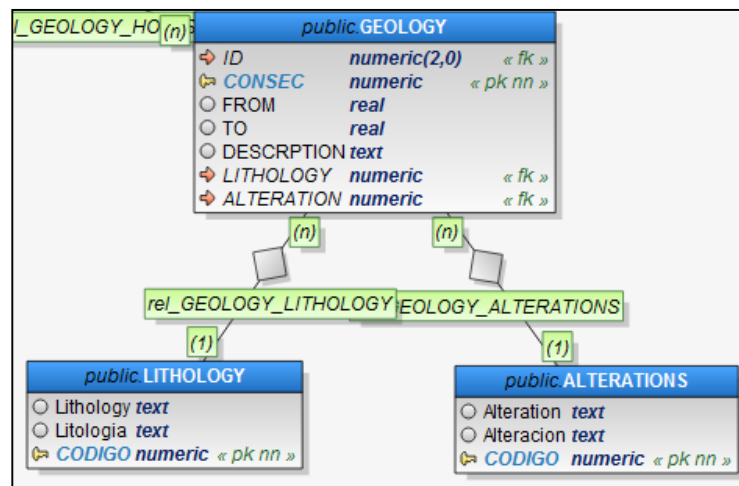 l_GEOLOGY_HO
(n)
public.GEOLOGY
ID numeric(2,0) « fk »
CONSEC numeric « pk nn »
FROM real
TO real
DESCRPTION text
LITHOLOGY numeric « fk »
ALTERATION numeric « fk »
(n) (n)
rel_GEOLOGY_LITHOLOGY GEOLOGY_ALTERATIONS
(1) (1)
public.LITHOLOGY
Lithology text
Litologia text
CODIGO numeric « pk nn »
public.ALTERATIONS
Alteration text
Alteracion text
CODIGO numeric « pk nn »